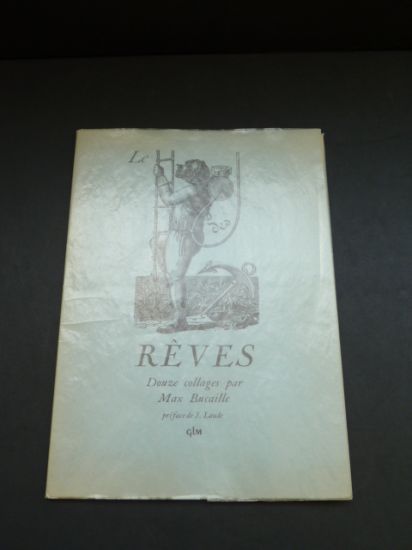 Le
RÊVES
Douze collages par
Max Bucaille
préface de J. Laude
GLM